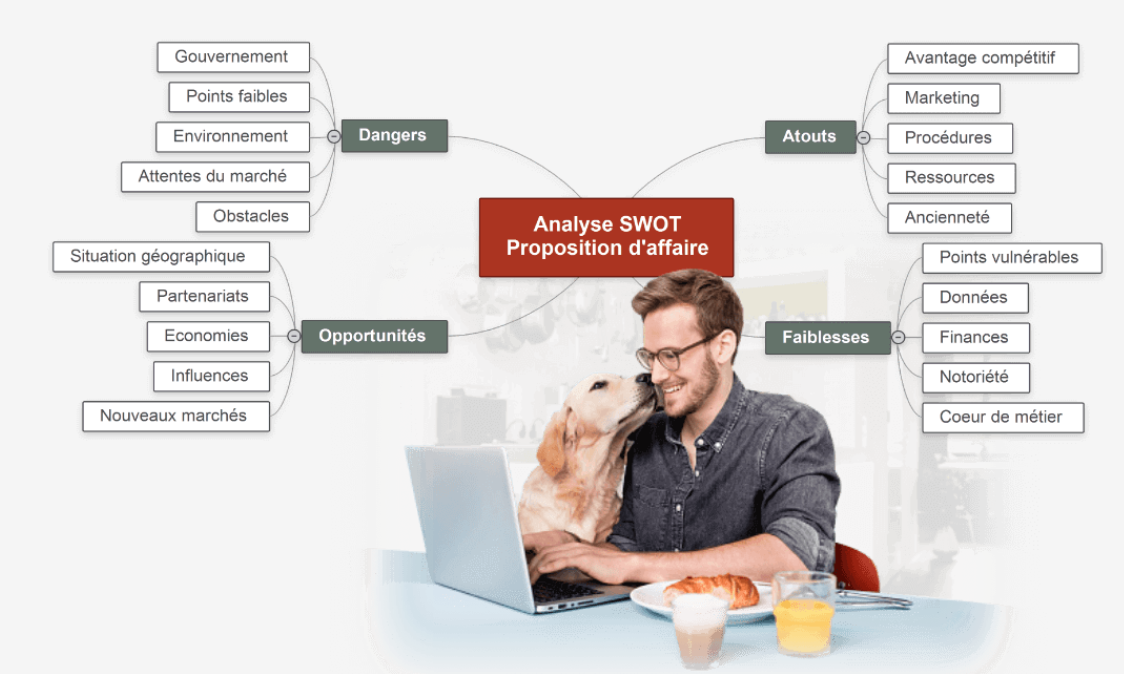 Analyse SWOT
Proposition d'affaire
Dangers
Gouvernement
Points faibles
Environnement
Attentes du marché
Obstacles
Opportunités
Situation géographique
Partenariats
Economies
Influences
Nouveaux marchés
Atouts
Avantage compétitif
Marketing
Procédures
Ressources
Ancienneté
Faiblesses
Points vulnérables
Données
Finances
Notoriété
Coeur de métier